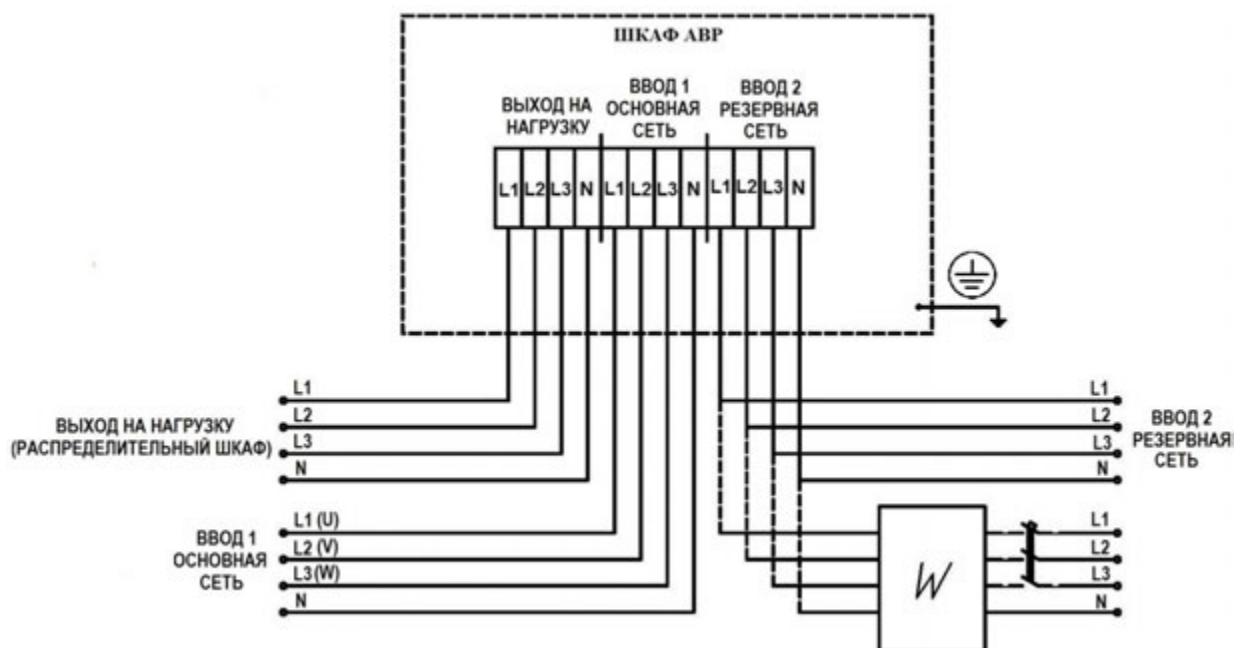 ШКАФ АВР
ВЫХОД НА
НАГРУЗКУ
ВВОД 1
ОСНОВНАЯ
СЕТЬ
ВВОД 2
РЕЗЕРВНАЯ
СЕТЬ
L1 L2 L3 N L1 L2 L3 N L1 L2 L3 N
ВЫХОД НА НАГРУЗКУ
(РАСПРЕДЕЛИТЕЛЬНЫЙ ШКАФ)
L1
L2
L3
N
ВВОД 1
ОСНОВНАЯ
СЕТЬ
L1 (U)
L2 (V)
L3 (W)
N
L1
L2
L3
N
ВВОД 2
РЕЗЕРВНАЯ
СЕТЬ
W
L1
L2
L3
N